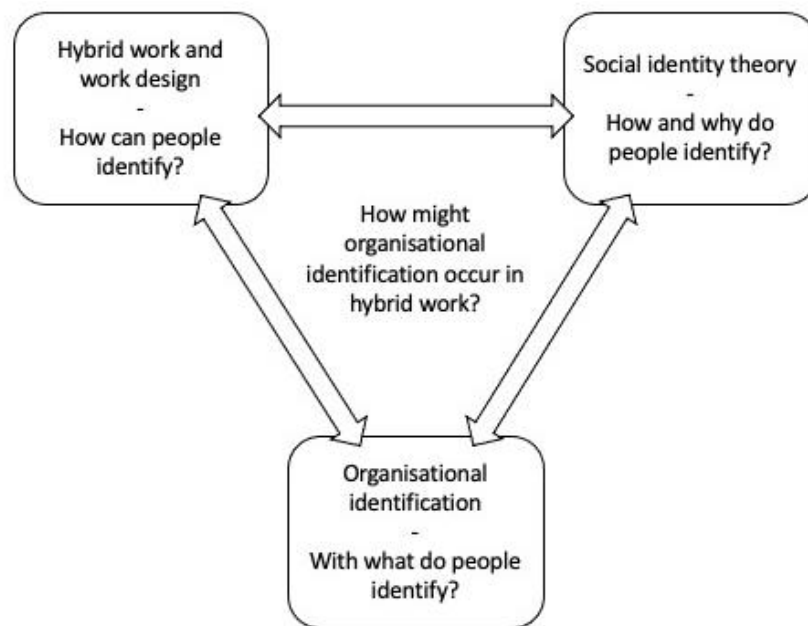 Hybrid work and
work design
-
How can people
identify?
Social identity theory
-
How and why do
people identify?
How might
organisational
identification occur in
hybrid work?
Organisational
identification
-
With what do people
identify?